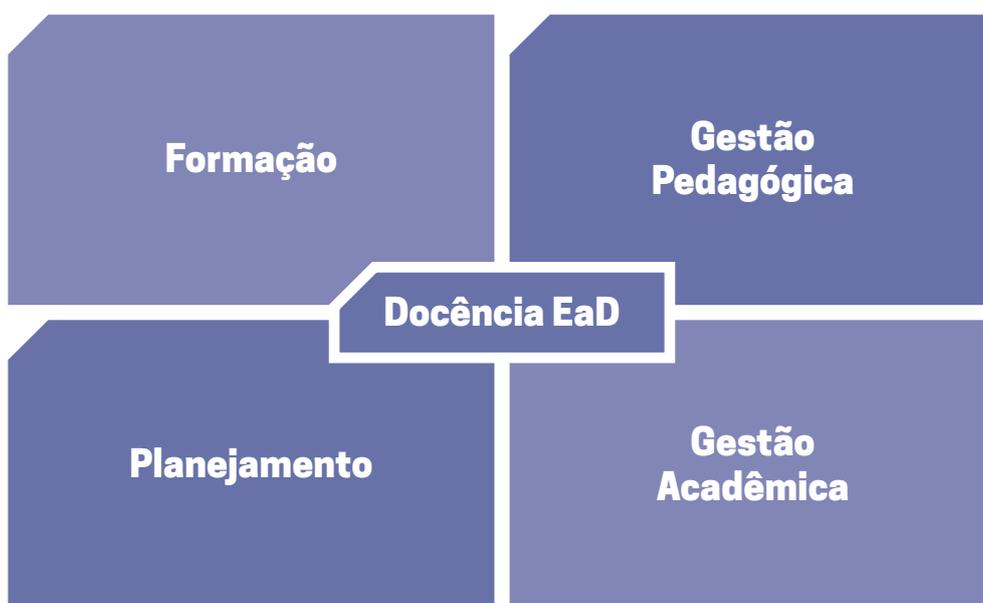 Formação
Gestão
Pedagógica
Docência EaD
Planejamento
Gestão
Acadêmica